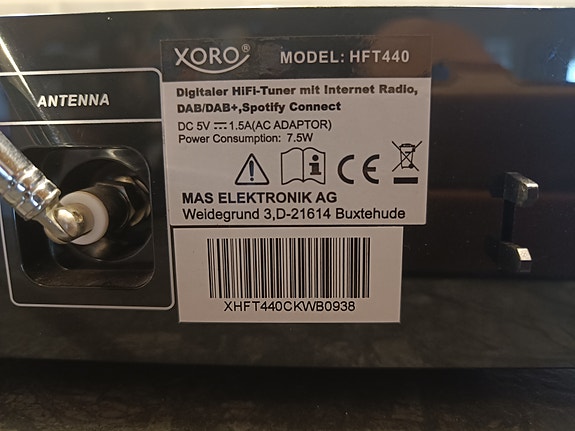 ANTENNA
XORO® MODEL: HFT440
Digitaler HiFi-Tuner mit Internet Radio,
DAB/DAB+,Spotify Connect
DC 5V ⎓ 1.5A(AC ADAPTOR)
Power Consumption: 7.5W
CE
MAS ELEKTRONIK AG
Weidegrund 3,D-21614 Buxtehude
XHFT440CKWB0938